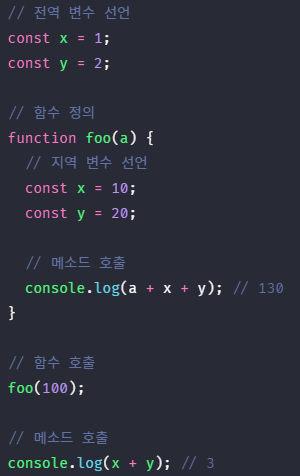 // 전역 변수 선언
const x = 1;
const y = 2;

// 함수 정의
function foo(a) {
  // 지역 변수 선언
  const x = 10;
  const y = 20;

  // 메소드 호출
  console.log(a + x + y); // 130
}

// 함수 호출
foo(100);

// 메소드 호출
console.log(x + y); // 3